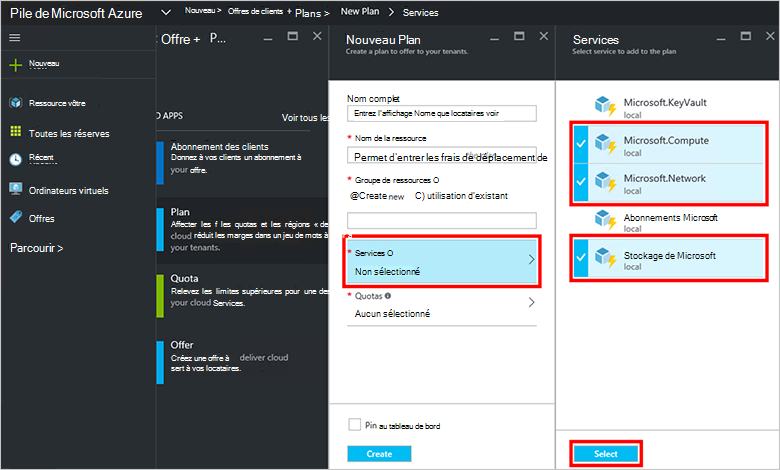 Pile de Microsoft Azure
Nouveau > Offres de clients + Plans > New Plan > Services
Nouveau
Ressource vôtre
Toutes les réserves
Récent
Ordinateurs virtuels
Offres
Parcourir >
Offre + P...
D APPS
Voir tous les
Abonnement des clients
Donnez à vos clients un abonnement à
your offre.
Plan
Affecter les f les quotas et les régions « de
cloud réduit les marges dans un jeu de mots à
your tenants.
Quota
Relevez les limites supérieures pour une des
your cloud Services.
Offer
Créez une offre à deliver cloud
sert à vos locataires.
Nouveau Plan
Create a plan to offer to your tenants.
Nom complet
Entrez l'affichage Nome que locataires voir
* Nom de la ressource
Permet d'entrer les frais de déplacement de
* Groupe de ressources O
@Create new C) utilisation d'existant
* Services O
Non sélectionné
* Quotas
Aucun sélectionné
Pin au tableau de bord
Create
Services
Select service to add to the plan
Microsoft.KeyVault
local
Microsoft.Compute
local
Microsoft.Network
local
Abonnements Microsoft
local
Stockage de Microsoft
local
Select